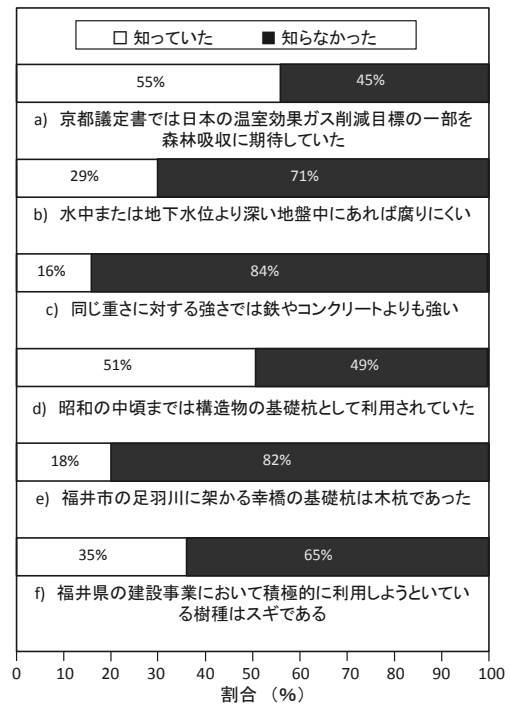 □ 知っていた ■ 知らなかった
55% 45%
a) 京都議定書では日本の温室効果ガス削減目標の一部を
森林吸収に期待していた
29% 71%
b) 水中または地下水位より深い地盤中にあれば腐りにくい
16% 84%
c) 同じ重さに対する強さでは鉄やコンクリートよりも強い
51% 49%
d) 昭和の中頃までは構造物の基礎杭として利用されていた
18% 82%
e) 福井市の足羽川に架かる幸橋の基礎杭は木杭であった
35% 65%
f) 福井県の建設事業において積極的に利用しようといてい
る樹種はスギである
0 10 20 30 40 50 60 70 80 90 100
割合 (%)